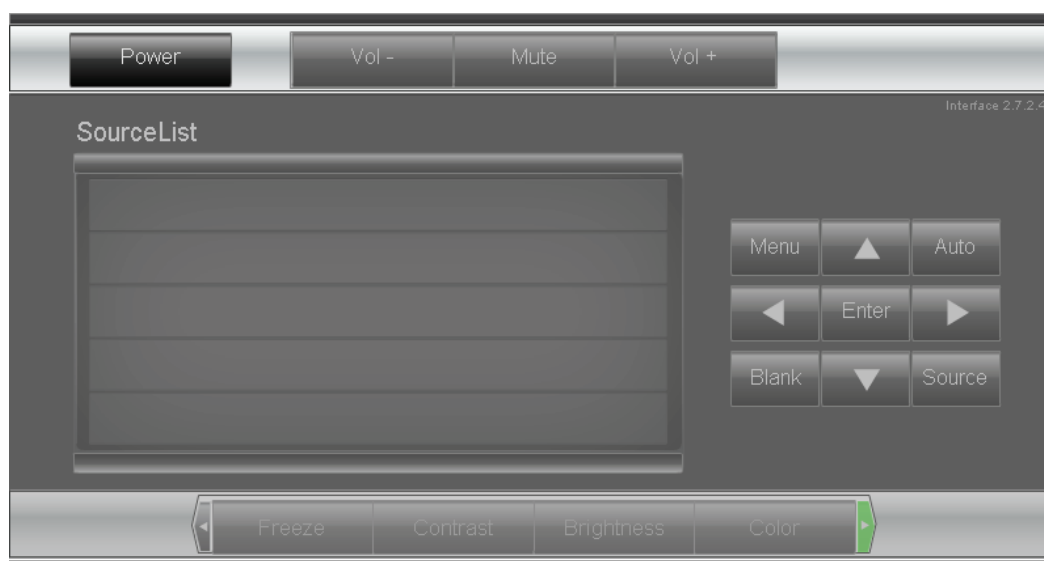 Power
Vol -
Mute
Vol +
Interface 2.7.2.4
SourceList
Menu
Auto
Enter
Blank
Source
Freeze
Contrast
Brightness
Color